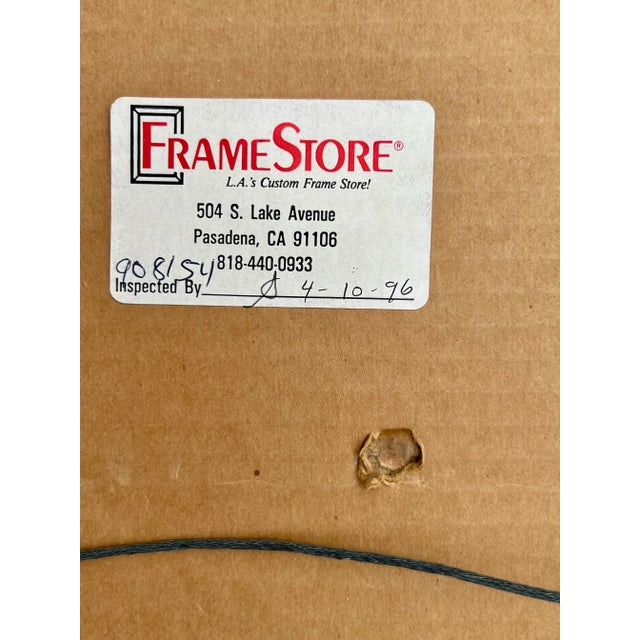 FRAMESTORE®
L.A.'s Custom Frame Store!
504 S. Lake Avenue
Pasadena, CA 91106
908154 818-440-0933
Inspected By 4-10-96